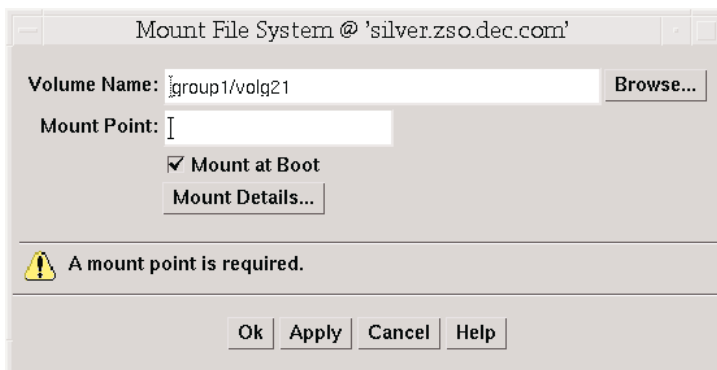 Mount File System @ 'silver.zso.dec.com'
Volume Name: group1/volg21 Browse...
Mount Point:
Mount at Boot
Mount Details...
A mount point is required.
Ok Apply Cancel Help